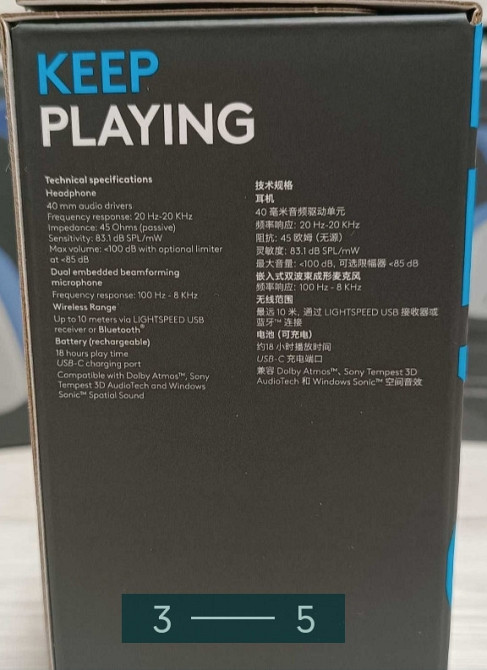 KEEP
PLAYING
Technical specifications
Headphone
40 mm audio drivers
Frequency response: 20 Hz-20 KHz
Impedance: 45 Ohms (passive)
Sensitivity: 83.1 dB SPL/mW
Max volume: <100 dB with optional limiter
at <85 dB
Dual embedded beamforming
microphone
Frequency response: 100 Hz - 8 KHz
Wireless Range
Up to 10 meters via LIGHTSPEED USB
receiver or Bluetooth®
Battery (rechargeable)
18 hours play time
USB-C charging port
Compatible with Dolby Atmos™, Sony
Tempest 3D AudioTech and Windows
Sonic™ Spatial Sound
技术规格
耳机
40 毫米音频驱动单元
频率响应: 20 Hz-20 KHz
阻抗: 45 欧姆 (无源)
灵敏度: 83.1 dB SPL/mW
最大音量: <100 dB, 可选限幅器 <85 dB
嵌入式双波束成形麦克风
频率响应: 100 Hz - 8 KHz
无线范围
最远 10 米, 通过 LIGHTSPEED USB 接收器或
蓝牙™ 连接
电池 (可充电)
约18 小时播放时间
USB-C 充电端口
兼容 Dolby Atmos™、Sony Tempest 3D
AudioTech 和 Windows Sonic™ 空间音效
3 — 5